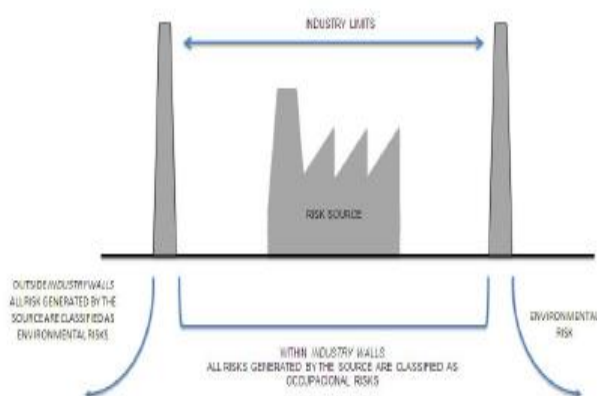 INDUSTRY LIMITS
RISK SOURCE
OUTSIDE INDUSTRY WALLS
ALL RISK GENERATED BY THE
SOURCE ARE CLASSIFIED AS
ENVIRONMENTAL RISKS
WITHIN INDUSTRY WALLS
ALL RISKS GENERATED BY THE SOURCE ARE CLASSIFIED AS
OCCUPACIONAL RISKS
ENVIRONMENTAL
RISK